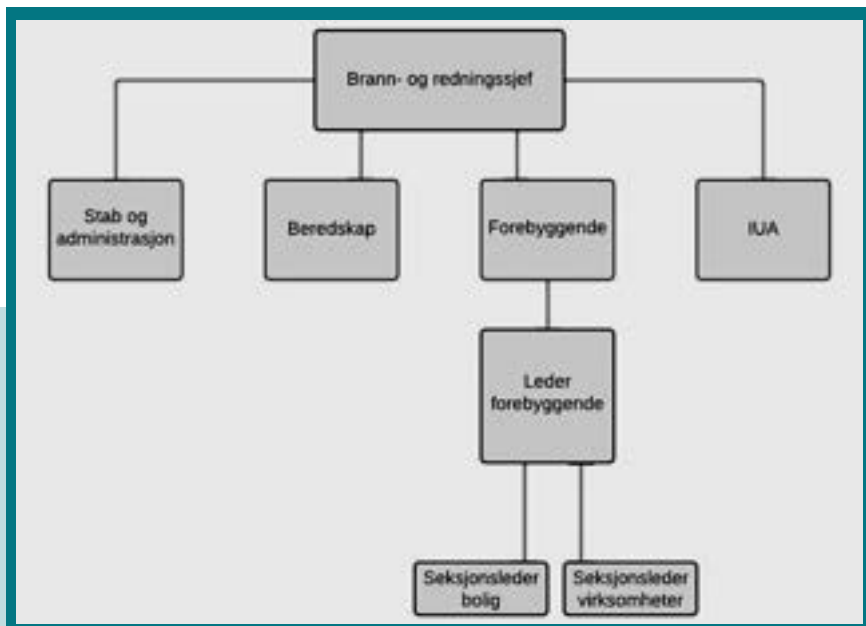 Brann- og redningssjef
Stab og
administrasjon
Beredskap
Forebyggende
IUA
Leder
forebyggende
Seksjonsleder
bolig
Seksjonsleder
virksomheter